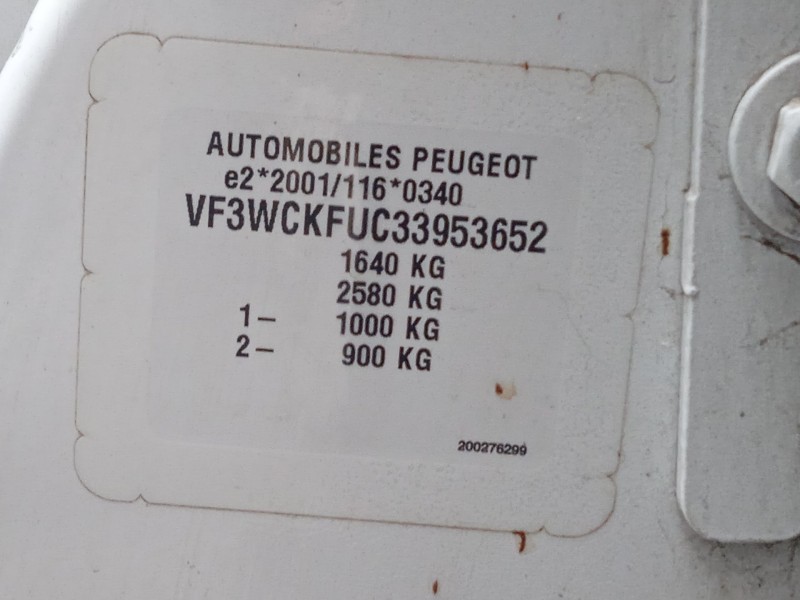 AUTOMOBILES PEUGEOT
e2*2001/116*0340
VF3WCKFUC33953652
1640 KG
2580 KG
1– 1000 KG
2– 900 KG
200276299